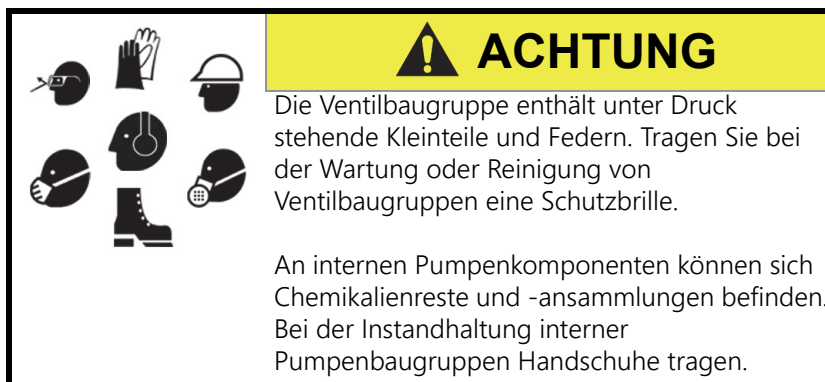 ACHTUNG
Die Ventilbaugruppe enthält unter Druck
stehende Kleinteile und Federn. Tragen Sie bei
der Wartung oder Reinigung von
Ventilbaugruppen eine Schutzbrille.
An internen Pumpenkomponenten können sich
Chemikalienreste und -ansammlungen befinden.
Bei der Instandhaltung interner
Pumpenbaugruppen Handschuhe tragen.